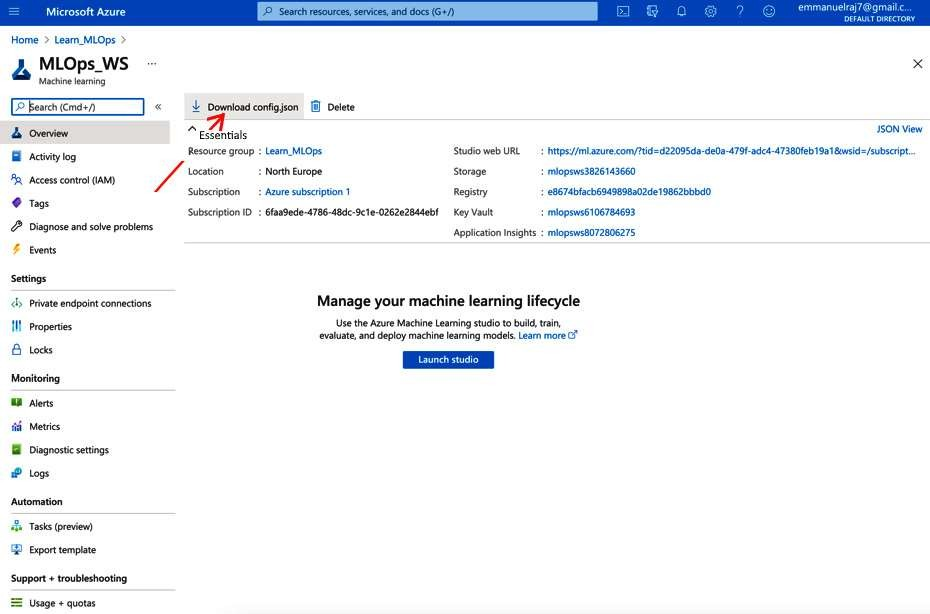 Microsoft Azure
Search resources, services, and docs (G+/)
emmanuelraj7@gmail.c...
DEFAULT DIRECTORY
Home > Learn_MLOps >
MLOps_WS ...
Machine learning
Search (Cmd+/) «
Download config.json Delete
Overview
Activity log
Access control (IAM)
Tags
Diagnose and solve problems
Events
Settings
Private endpoint connections
Properties
Locks
Monitoring
Alerts
Metrics
Diagnostic settings
Logs
Automation
Tasks (preview)
Export template
Support + troubleshooting
Usage + quotas
Essentials
JSON View
Resource group : Learn_MLOps
Location : North Europe
Subscription : Azure subscription 1
Subscription ID : 6faa9ede-4786-48dc-9c1e-0262e2844ebf
Studio web URL : https://ml.azure.com/?tid=d22095da-de0a-479f-adc4-47380feb19a1&wsid=/subscript...
Storage : mlopsws3826143660
Registry : e8674bfacb6949898a02de19862bbbd0
Key Vault : mlopsws6106784693
Application Insights : mlopsws8072806275
Manage your machine learning lifecycle
Use the Azure Machine Learning studio to build, train,
evaluate, and deploy machine learning models. Learn more
Launch studio